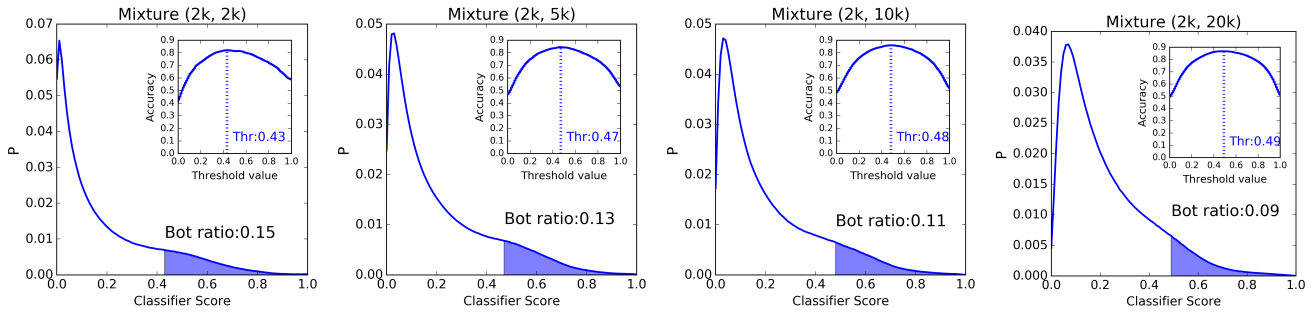 Mixture (2k, 2k)
0.07
0.06
0.05
0.04
0.03
0.02
0.01
0.00
P
0.0 0.2 0.4 0.6 0.8 1.0
Classifier Score
Bot ratio:0.15
0.9
0.8
0.7
0.6
0.5
0.4
0.3
0.2
0.1
0.0
Accuracy
Thr:0.43
0.0 0.2 0.4 0.6 0.8 1.0
Threshold value
Mixture (2k, 5k)
0.05
0.04
0.03
0.02
0.01
0.00
P
0.0 0.2 0.4 0.6 0.8 1.0
Classifier Score
Bot ratio:0.13
0.9
0.8
0.7
0.6
0.5
0.4
0.3
0.2
0.1
0.0
Accuracy
Thr:0.47
0.0 0.2 0.4 0.6 0.8 1.0
Threshold value
Mixture (2k, 10k)
0.05
0.04
0.03
0.02
0.01
0.00
P
0.0 0.2 0.4 0.6 0.8 1.0
Classifier Score
Bot ratio:0.11
0.9
0.8
0.7
0.6
0.5
0.4
0.3
0.2
0.1
0.0
Accuracy
Thr:0.48
0.0 0.2 0.4 0.6 0.8 1.0
Threshold value
Mixture (2k, 20k)
0.040
0.035
0.030
0.025
0.020
0.015
0.010
0.005
0.000
P
0.0 0.2 0.4 0.6 0.8 1.0
Classifier Score
Bot ratio:0.09
0.9
0.8
0.7
0.6
0.5
0.4
0.3
0.2
0.1
0.0
Accuracy
Thr:0.49
0.0 0.2 0.4 0.6 0.8 1.0
Threshold value